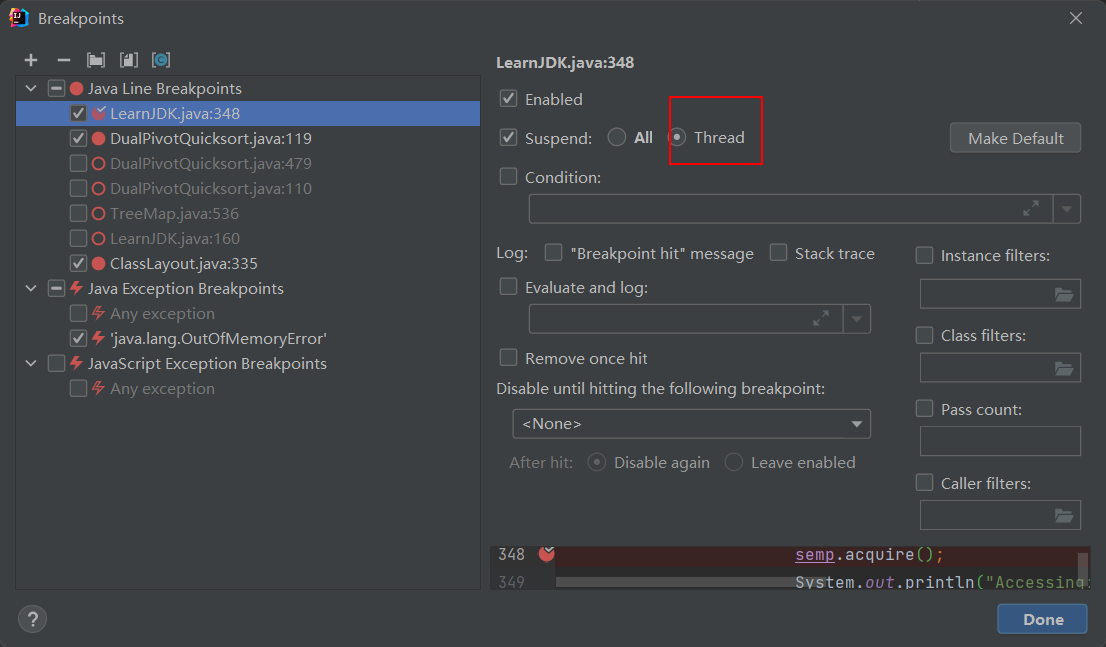 Breakpoints
Java Line Breakpoints
LearnJDK.java:348
DualPivotQuicksort.java:119
DualPivotQuicksort.java:479
DualPivotQuicksort.java:110
TreeMap.java:536
LearnJDK.java:160
ClassLayout.java:335
Java Exception Breakpoints
Any exception
'java.lang.OutOfMemoryError'
JavaScript Exception Breakpoints
Any exception
LearnJDK.java:348
Enabled
Suspend: All Thread
Make Default
Condition:
Log: "Breakpoint hit" message Stack trace
Evaluate and log:
Remove once hit
Disable until hitting the following breakpoint:
<None>
After hit: Disable again Leave enabled
Instance filters:
Class filters:
Pass count:
Caller filters:
348 semp.acquire();
349 System.out.println("Accessing:
? Done